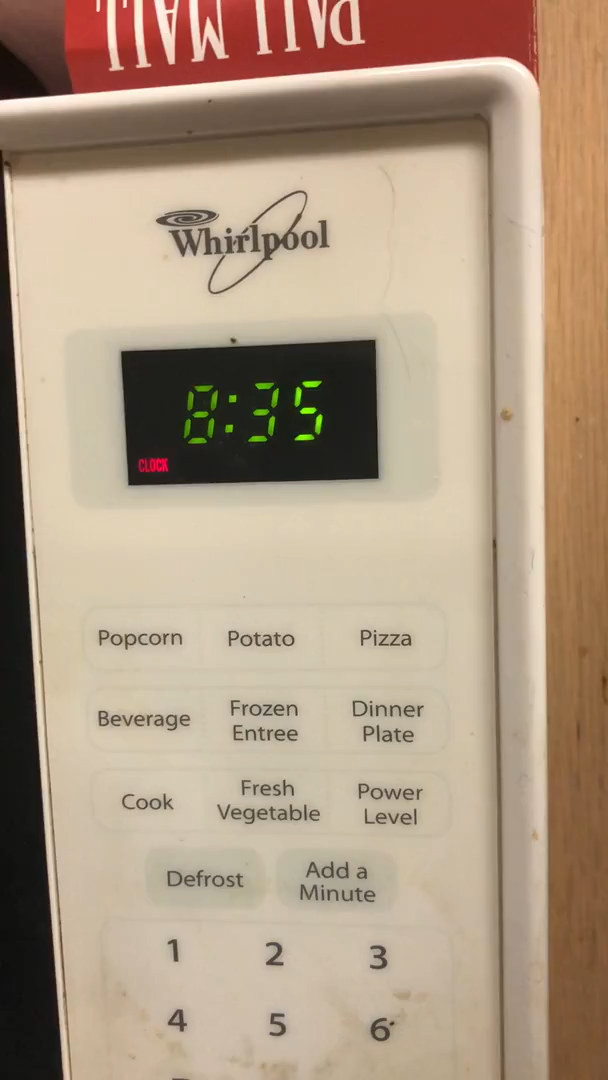 PALL MALL
Whirlpool
8:35
CLOCK
Popcorn Potato Pizza
Beverage Frozen Entree Dinner Plate
Cook Fresh Vegetable Power Level
Defrost Add a Minute
1 2 3
4 5 6